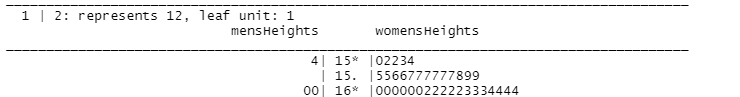 1 | 2: represents 12, leaf unit: 1
mensHeights womensHeights
4| 15* |02234
| 15. |5566777777899
00| 16* |000000222223334444